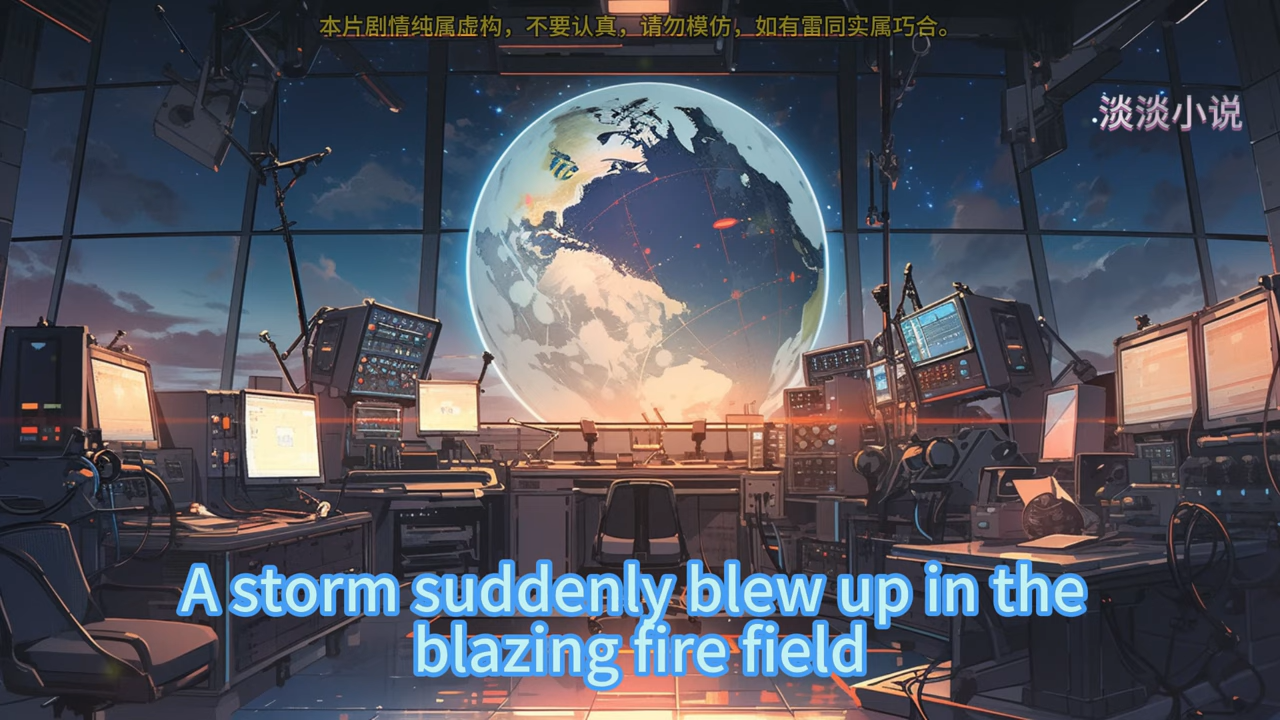 本片剧情纯属虚构，不要认真，请勿模仿，如有雷同实属巧合。
.淡淡小说
A storm suddenly blew up in the
blazing fire field